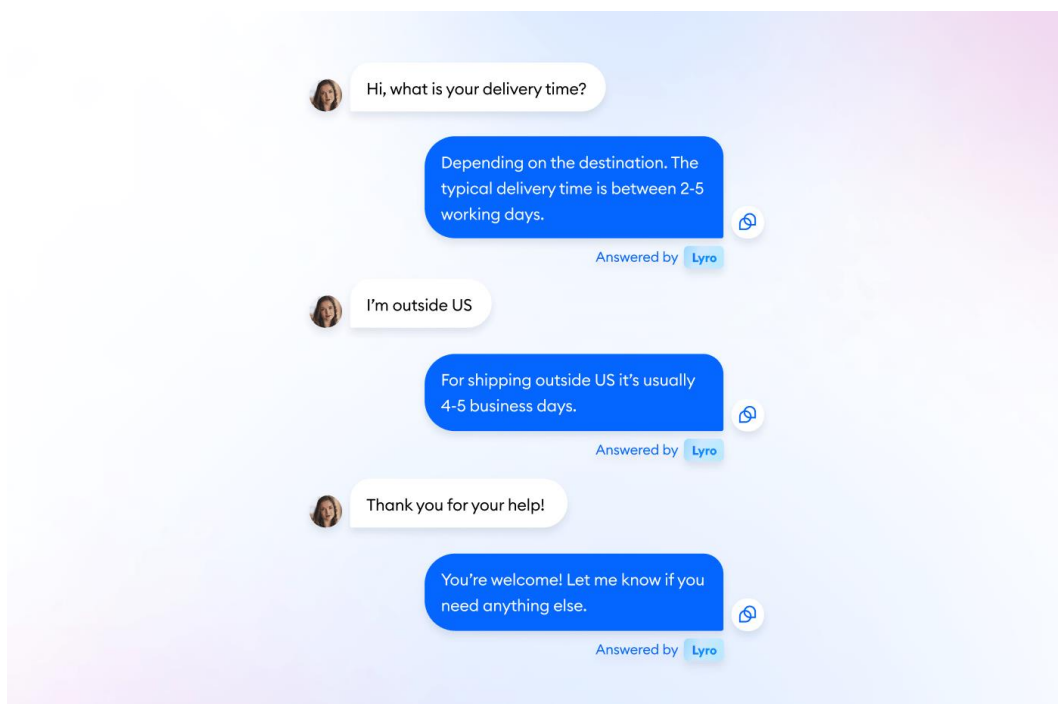 Hi, what is your delivery time?
Depending on the destination. The
typical delivery time is between 2-5
working days.
Answered by Lyro
I’m outside US
For shipping outside US it’s usually
4-5 business days.
Answered by Lyro
Thank you for your help!
You’re welcome! Let me know if you
need anything else.
Answered by Lyro